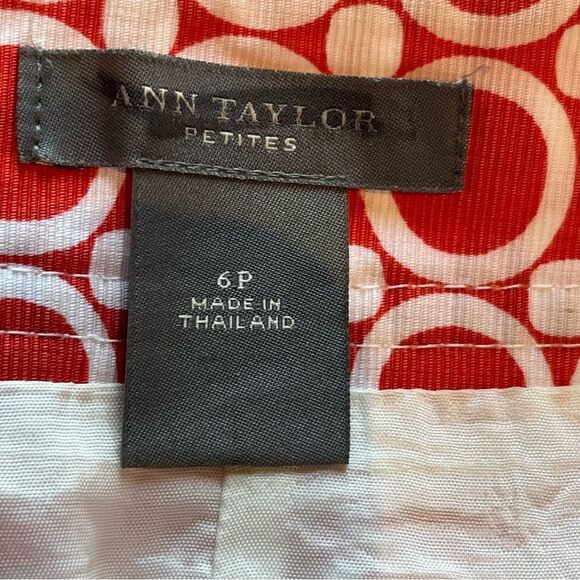 ANN TAYLOR
PETITES
6P
MADE IN
THAILAND